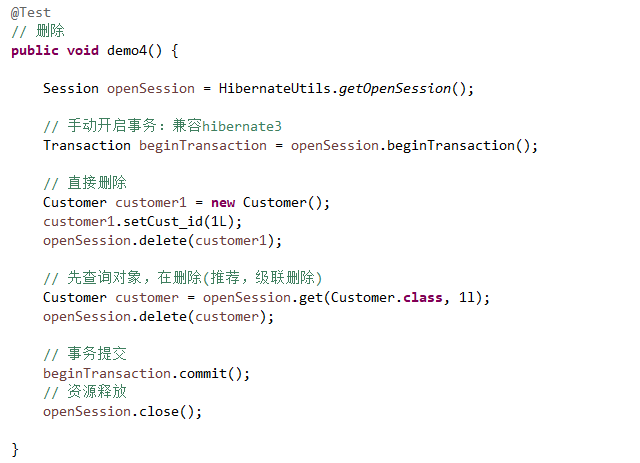 @Test
// 删除
public void demo4() {
Session openSession = HibernateUtils.getOpenSession();
// 手动开启事务: 兼容hibernate3
Transaction beginTransaction = openSession.beginTransaction();
// 直接删除
Customer customer1 = new Customer();
customer1.setCust_id(1L);
openSession.delete(customer1);
// 先查询对象，在删除(推荐，级联删除)
Customer customer = openSession.get(Customer.class, 1l);
openSession.delete(customer);
// 事务提交
beginTransaction.commit();
// 资源释放
openSession.close();
}